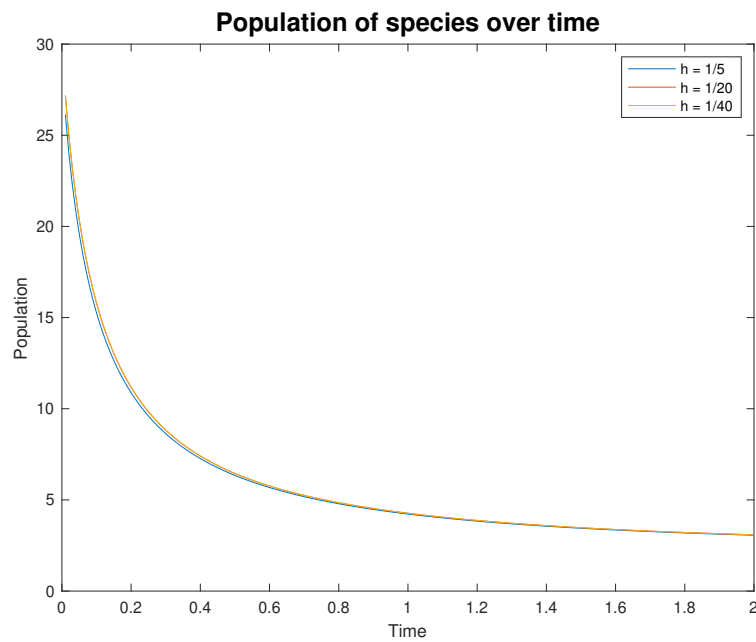 Population of species over time
30
25
20
15
10
5
0
Population
h = 1/5
h = 1/20
h = 1/40
0 0.2 0.4 0.6 0.8 1 1.2 1.4 1.6 1.8 2
Time